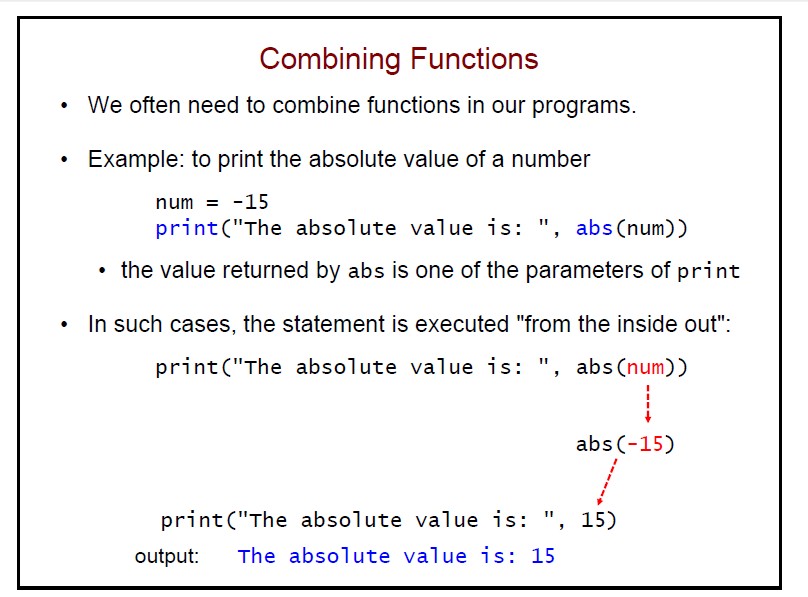 Combining Functions
• We often need to combine functions in our programs.
• Example: to print the absolute value of a number
num = -15
print("The absolute value is: ", abs(num))
• the value returned by abs is one of the parameters of print
• In such cases, the statement is executed "from the inside out":
print("The absolute value is: ", abs(num))
abs(-15)
print("The absolute value is: ", 15)
output: The absolute value is: 15